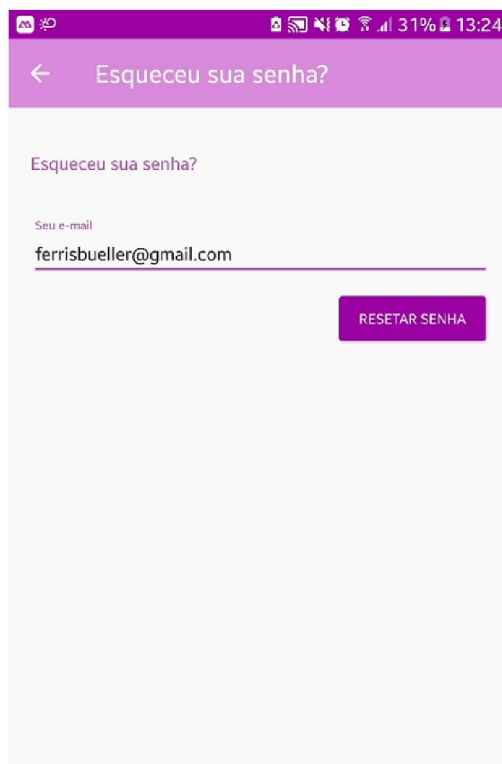 31% 13:24
Esqueceu sua senha?
Esqueceu sua senha?
Seu e-mail
ferrisbueller@gmail.com
RESETAR SENHA